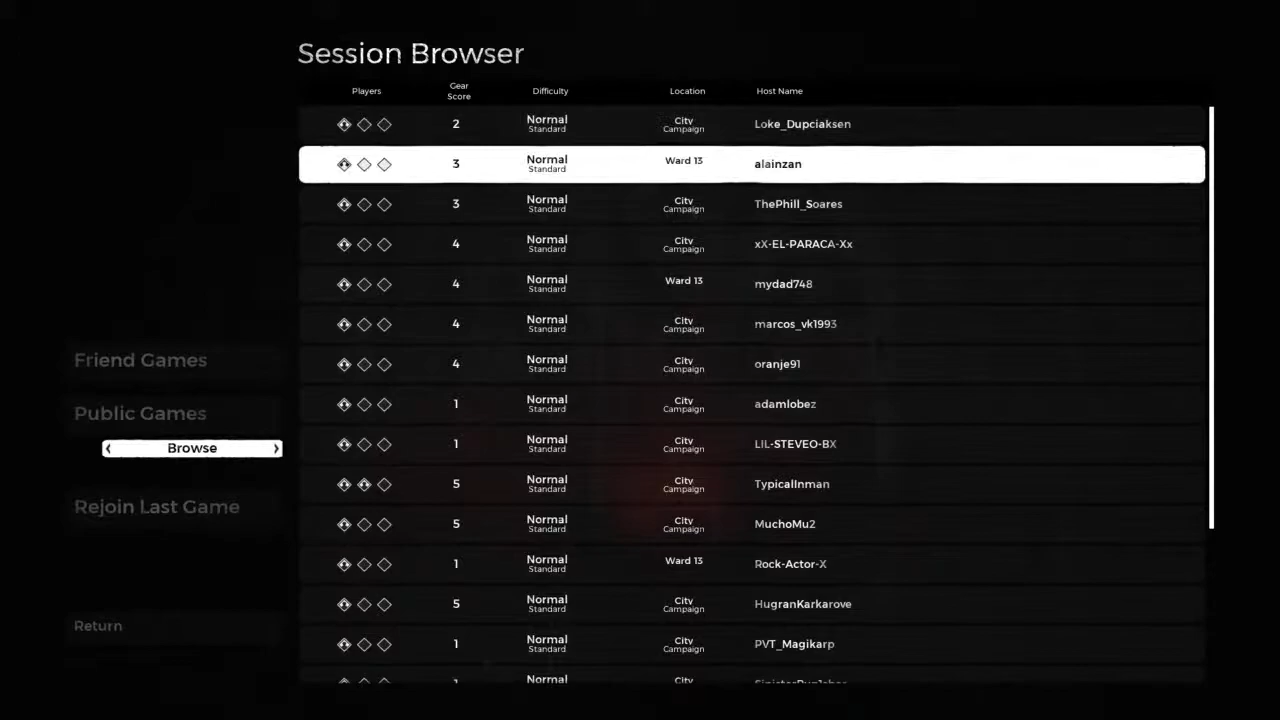 Session Browser
Players Gear Score Difficulty Location Host Name
2 Normal Standard City Campaign Loke_Dupciaksen
3 Normal Standard Ward 13 alainzan
3 Normal Standard City Campaign ThePhill_Soares
4 Normal Standard City Campaign xX-EL-PARACA-Xx
4 Normal Standard Ward 13 mydad748
4 Normal Standard City Campaign marcos_vk1993
4 Normal Standard City Campaign oranje91
1 Normal Standard City Campaign adamlobez
1 Normal Standard City Campaign LIL-STEVEO-BX
5 Normal Standard City Campaign TypicalInman
5 Normal Standard City Campaign MuchoMu2
1 Normal Standard Ward 13 Rock-Actor-X
5 Normal Standard City Campaign HugranKarkarove
1 Normal Standard City Campaign PVT_Magikarp
Normal City
Friend Games
Public Games
Browse
Rejoin Last Game
Return